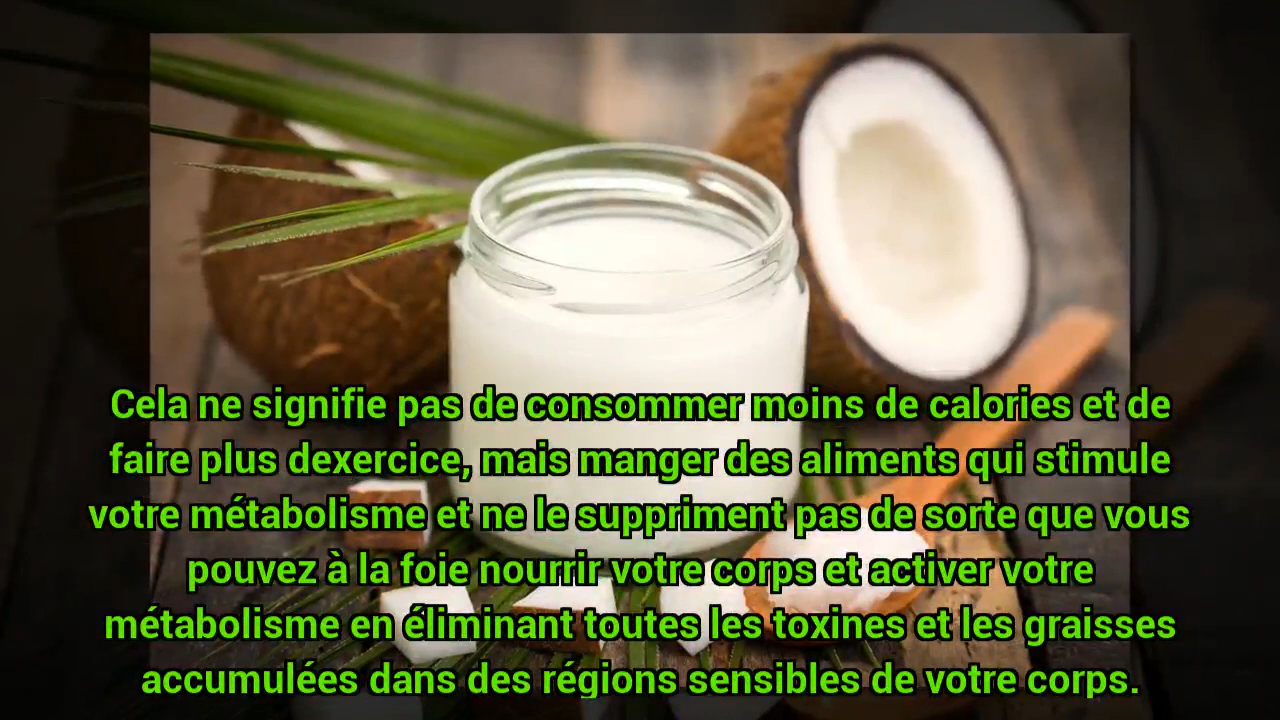 Cela ne signifie pas de consommer moins de calories et de
faire plus dexercice, mais manger des aliments qui stimule
votre métabolisme et ne le suppriment pas de sorte que vous
pouvez à la foie nourrir votre corps et activer votre
métabolisme en éliminant toutes les toxines et les graisses
accumulées dans des régions sensibles de votre corps.